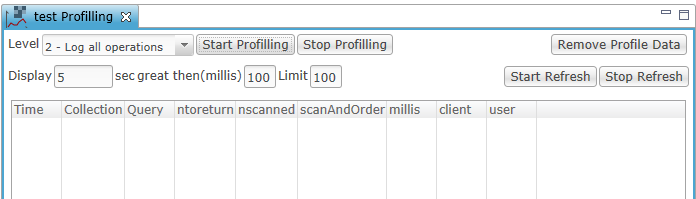 test Profilling
Level 2 - Log all operations Start Profilling Stop Profilling Remove Profile Data
Display 5 sec great then(millis) 100 Limit 100 Start Refresh Stop Refresh
Time Collection Query ntoreturn nscanned scanAndOrder millis client user